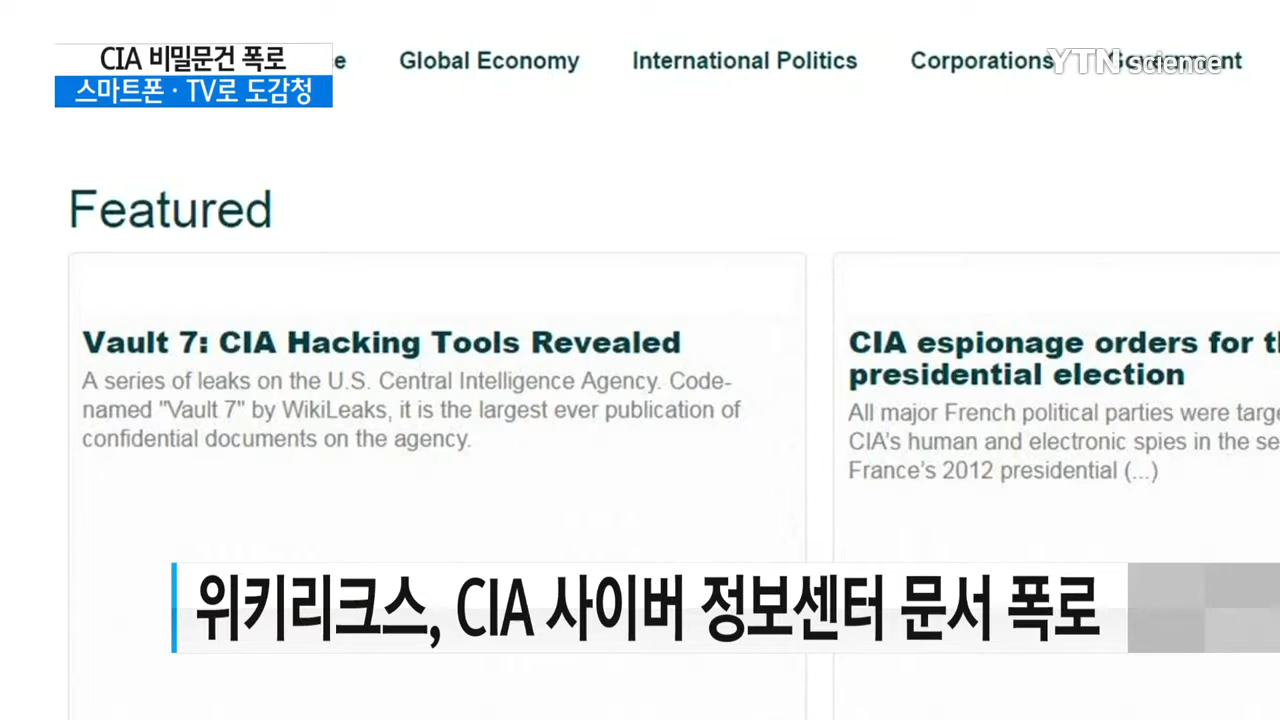 CIA 비밀문건 폭로
스마트폰·TV로 도감청
Global Economy
International Politics
Corporations
Government
YTN science
Featured
Vault 7: CIA Hacking Tools Revealed
A series of leaks on the U.S. Central Intelligence Agency. Code-
named "Vault 7" by WikiLeaks, it is the largest ever publication of
confidential documents on the agency.
CIA espionage orders for
presidential election
All major French political parties were
CIA's human and electronic spies in the
France's 2012 presidential (...)
위키리크스, CIA 사이버 정보센터 문서 폭로